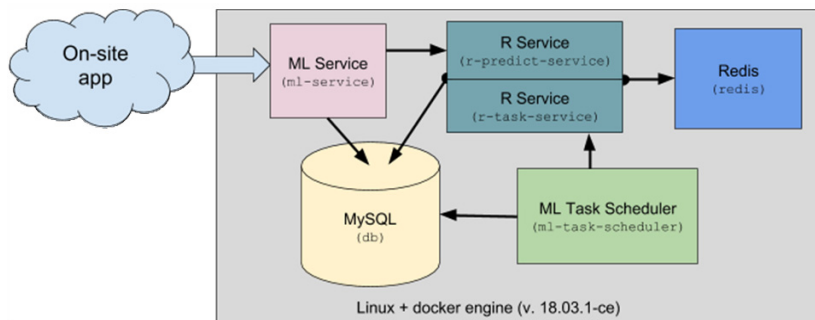 On-site
app
ML Service
(ml-service)
R Service
(r-predict-service)
R Service
(r-task-service)
Redis
(redis)
MySQL
(db)
ML Task Scheduler
(ml-task-scheduler)
Linux + docker engine (v. 18.03.1-ce)